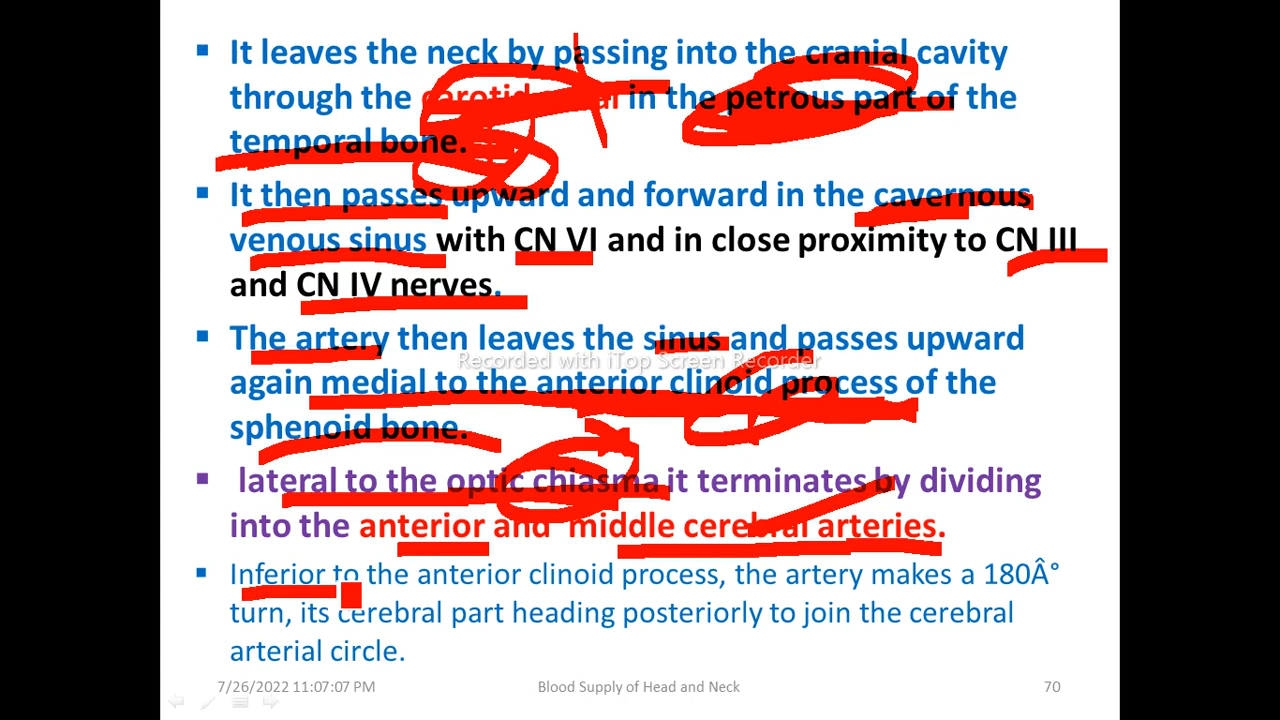 ▪ It leaves the neck by passing into the cranial cavity
through the carotid canal in the petrous part of the
temporal bone.
▪ It then passes upward and forward in the cavernous
venous sinus with CN VI and in close proximity to CN III
and CN IV nerves.
▪ The artery then leaves the sinus and passes upward
Recorded with iTop Screen Recorder
again medial to the anterior clinoid process of the
sphenoid bone.
▪ lateral to the optic chiasma it terminates by dividing
into the anterior and middle cerebral arteries.
▪ Inferior to the anterior clinoid process, the artery makes a 180Â°
turn, its cerebral part heading posteriorly to join the cerebral
arterial circle.
7/26/2022 11:07:07 PM Blood Supply of Head and Neck 70